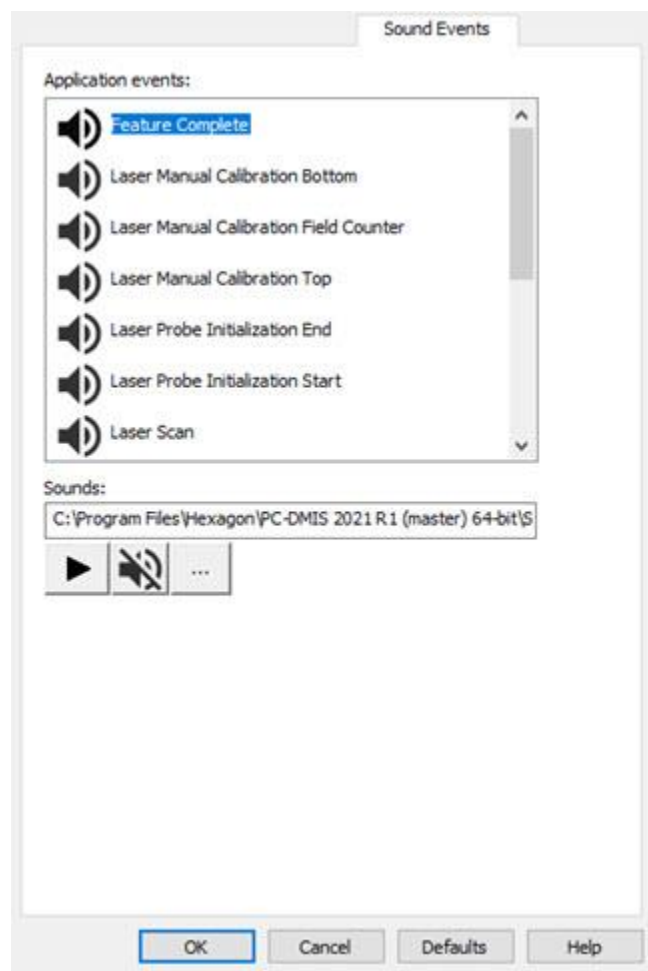 Sound Events
Application events:
Feature Complete
Laser Manual Calibration Bottom
Laser Manual Calibration Field Counter
Laser Manual Calibration Top
Laser Probe Initialization End
Laser Probe Initialization Start
Laser Scan
Sounds:
C:\Program Files\Hexagon\PC-DMIS 2021 R1 (master) 64-bit\S
...
OK Cancel Defaults Help